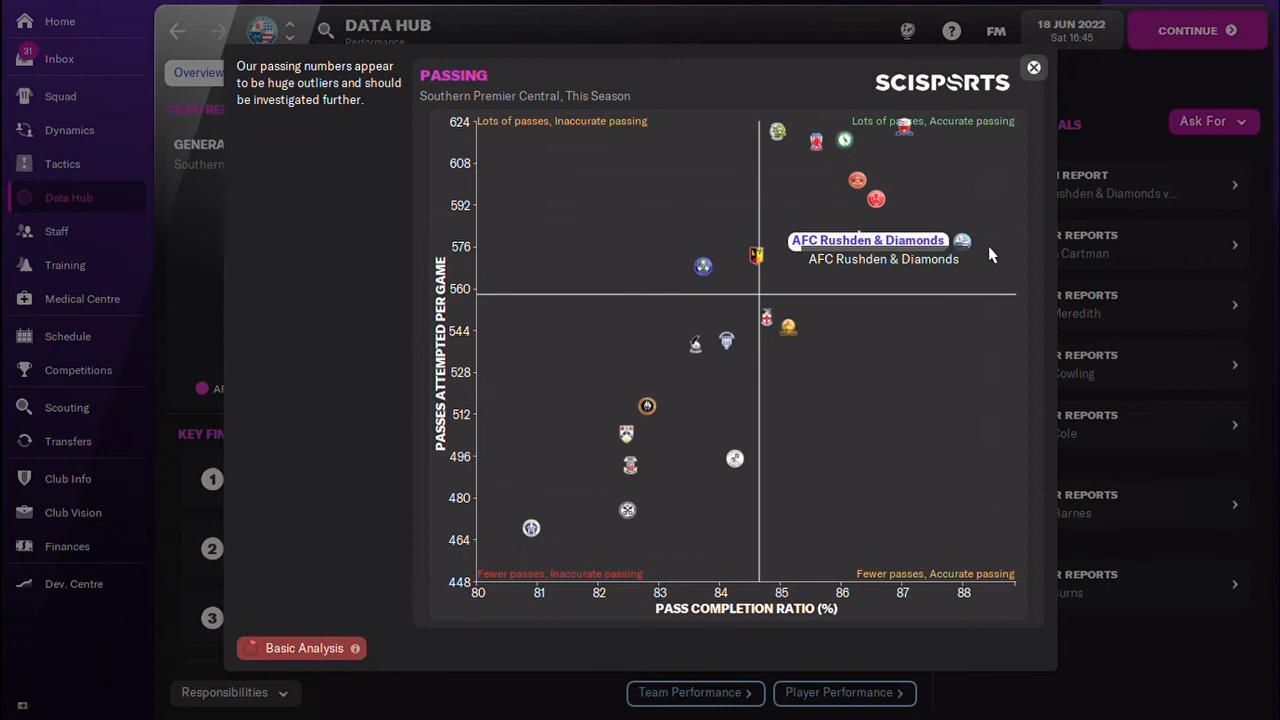 Home
31
Inbox
Squad
Dynamics
Tactics
Data Hub
Staff
Training
Medical Centre
Schedule
Competitions
Scouting
Transfers
Club Info
Club Vision
Finances
Dev. Centre
DATA HUB
Performance
FM
18 JUN 2022
Sat 16:45
CONTINUE
Overview
TEAM RE
GENERA
Southern
AF
KEY FIN
1
2
3
Our passing numbers appear
to be huge outliers and should
be investigated further.
PASSING
Southern Premier Central, This Season
SCISPORTS
Lots of passes, Inaccurate passing
Lots of passes, Accurate passing
624
608
592
576
560
544
528
512
496
480
464
448
PASSES ATTEMPTED PER GAME
AFC Rushden & Diamonds
AFC Rushden & Diamonds
Fewer passes, Inaccurate passing
Fewer passes, Accurate passing
80 81 82 83 84 85 86 87 88
PASS COMPLETION RATIO (%)
Basic Analysis
ALS
Ask For
REPORT
shden & Diamonds v...
R REPORTS
Cartman
R REPORTS
Meredith
R REPORTS
Cowling
R REPORTS
Cole
R REPORTS
Barnes
R REPORTS
urns
Responsibilities
Team Performance
Player Performance